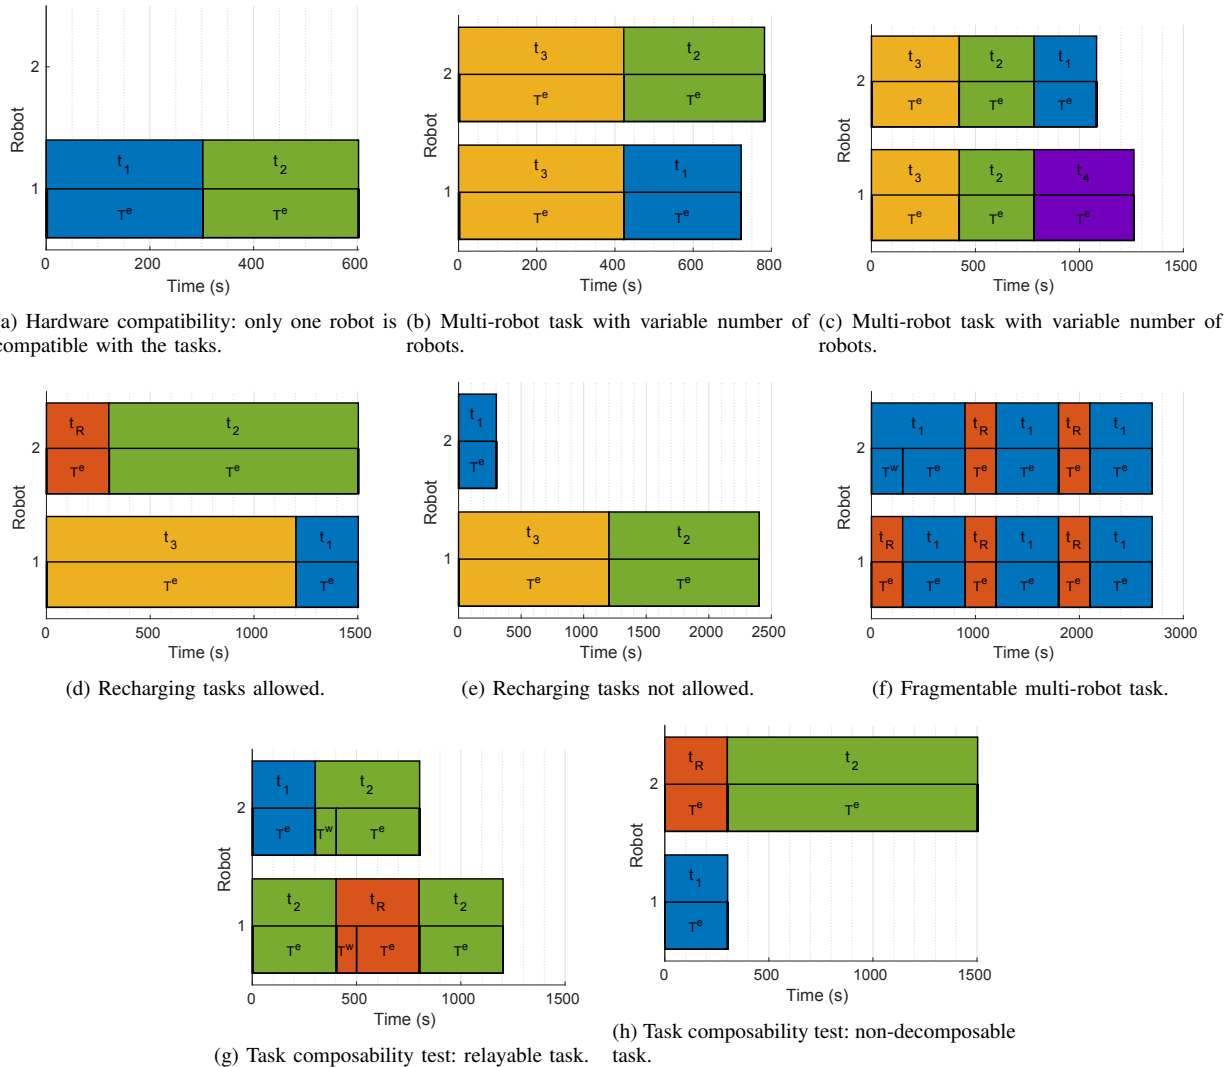 2
t3
t2
Te
Te
t3
t1
Te
Te
1
Robot
0
200
400
600
800
Time (s)
2
t1
t2
Te
Te
1
Robot
0
200
400
600
Time (s)
2
t3
t2
t1
Te
Te
Te
t3
t2
t4
Te
Te
Te
1
Robot
0
500
1000
1500
Time (s)
a) Hardware compatibility: only one robot is
compatible with the tasks.
(b) Multi-robot task with variable number of
robots.
(c) Multi-robot task with variable number of
robots.
tR
t2
2
Te
Te
t3
t1
1
Te
Te
Robot
0
500
1000
1500
Time (s)
t1
2
Te
t3
t2
1
Te
Te
Robot
0
500
1000
1500
2000
2500
Time (s)
t1
tR
t1
tR
t1
2
Tw
Te
Te
Te
Te
Te
tR
t1
tR
t1
tR
t1
1
Te
Te
Te
Te
Te
Te
Robot
0
1000
2000
3000
Time (s)
(d) Recharging tasks allowed.
(e) Recharging tasks not allowed.
(f) Fragmentable multi-robot task.
t1
t2
2
Te
Tw
Te
t2
tR
t2
1
Te
Tw
Te
Te
Robot
0
500
1000
1500
Time (s)
tR
t2
2
Te
Te
t1
1
Te
Robot
0
500
1000
1500
Time (s)
(g) Task composability test: relayable task.
(h) Task composability test: non-decomposable
task.